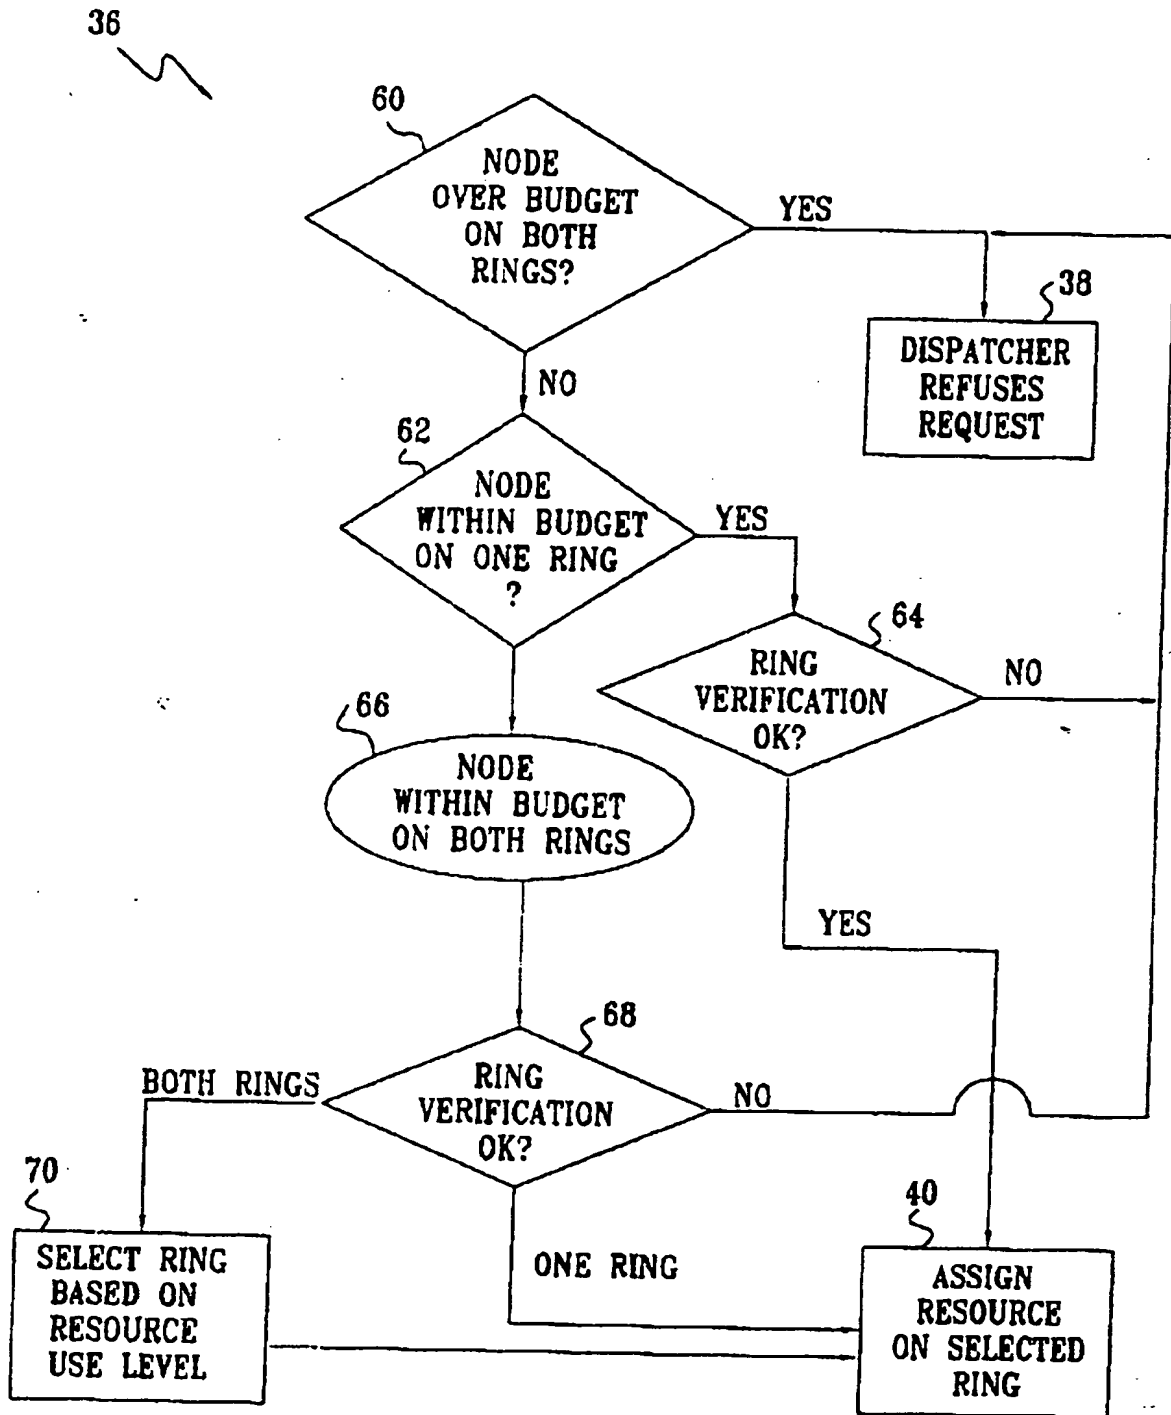 36
60
NODE
OVER BUDGET
ON BOTH
RINGS?
YES
38
DISPATCHER
REFUSES
REQUEST
NO
62
NODE
WITHIN BUDGET
ON ONE RING
?
YES
64
RING
VERIFICATION
OK?
NO
66
NODE
WITHIN BUDGET
ON BOTH RINGS
YES
68
RING
VERIFICATION
OK?
BOTH RINGS
NO
70
SELECT RING
BASED ON
RESOURCE
USE LEVEL
ONE RING
40
ASSIGN
RESOURCE
ON SELECTED
RING